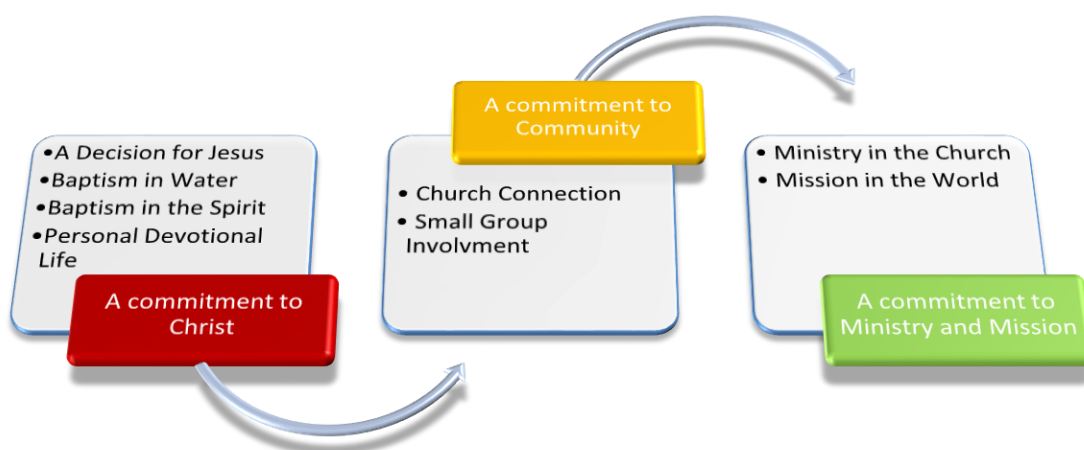 •A Decision for Jesus
•Baptism in Water
•Baptism in the Spirit
•Personal Devotional
Life
A commitment to
Christ
A commitment to
Community
• Church Connection
• Small Group
Involvment
• Ministry in the Church
• Mission in the World
A commitment to
Ministry and Mission